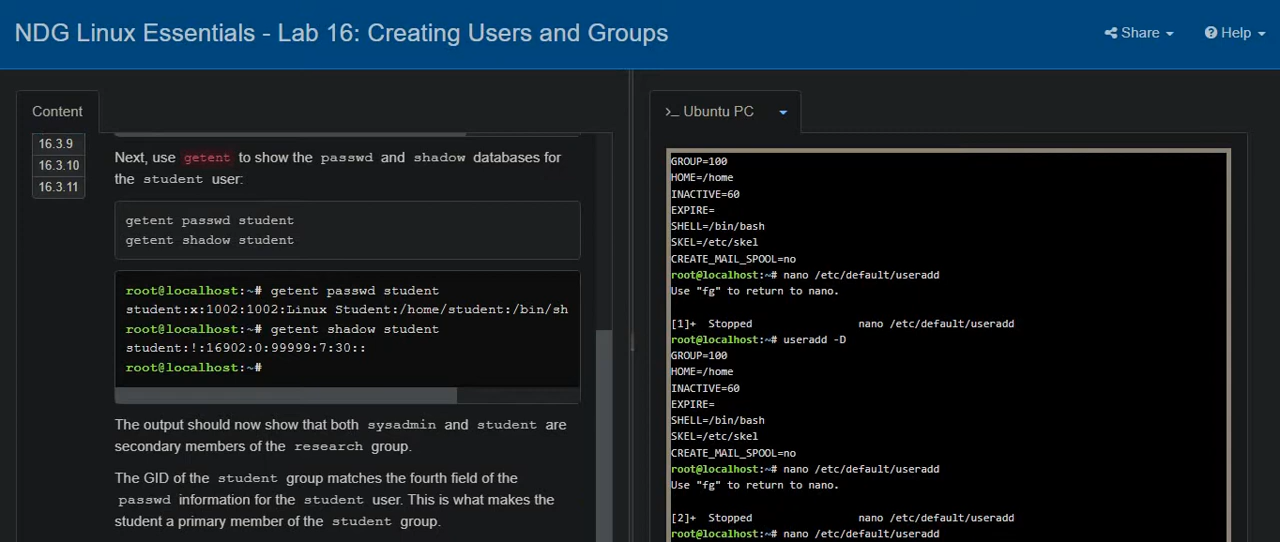 NDG Linux Essentials - Lab 16: Creating Users and Groups
Share
Help
Content
16.3.9
16.3.10
16.3.11
Next, use getent to show the passwd and shadow databases for
the student user:
getent passwd student
getent shadow student
root@localhost:~# getent passwd student
student:x:1002:1002:Linux Student:/home/student:/bin/sh
root@localhost:~# getent shadow student
student:!:16902:0:99999:7:30::
root@localhost:~#
The output should now show that both sysadmin and student are
secondary members of the research group.
The GID of the student group matches the fourth field of the
passwd information for the student user. This is what makes the
student a primary member of the student group.
>_ Ubuntu PC
GROUP=100
HOME=/home
INACTIVE=60
EXPIRE=
SHELL=/bin/bash
SKEL=/etc/skel
CREATE_MAIL_SPOOL=no
root@localhost:~# nano /etc/default/useradd
Use "fg" to return to nano.
[1]+  Stopped                 nano /etc/default/useradd
root@localhost:~# useradd -D
GROUP=100
HOME=/home
INACTIVE=60
EXPIRE=
SHELL=/bin/bash
SKEL=/etc/skel
CREATE_MAIL_SPOOL=no
root@localhost:~# nano /etc/default/useradd
Use "fg" to return to nano.
[2]+  Stopped                 nano /etc/default/useradd
root@localhost:~# nano /etc/default/useradd